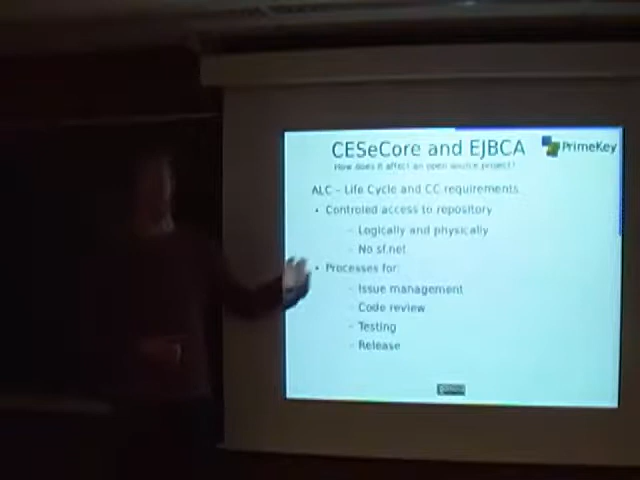 CESeCore and EJBCA
PrimeKey
How does it affect an open source project?
ALC – Life Cycle and CC requirements
• Controled access to repository
– Logically and physically
– No sf.net
• Processes for:
– Issue management
– Code review
– Testing
– Release